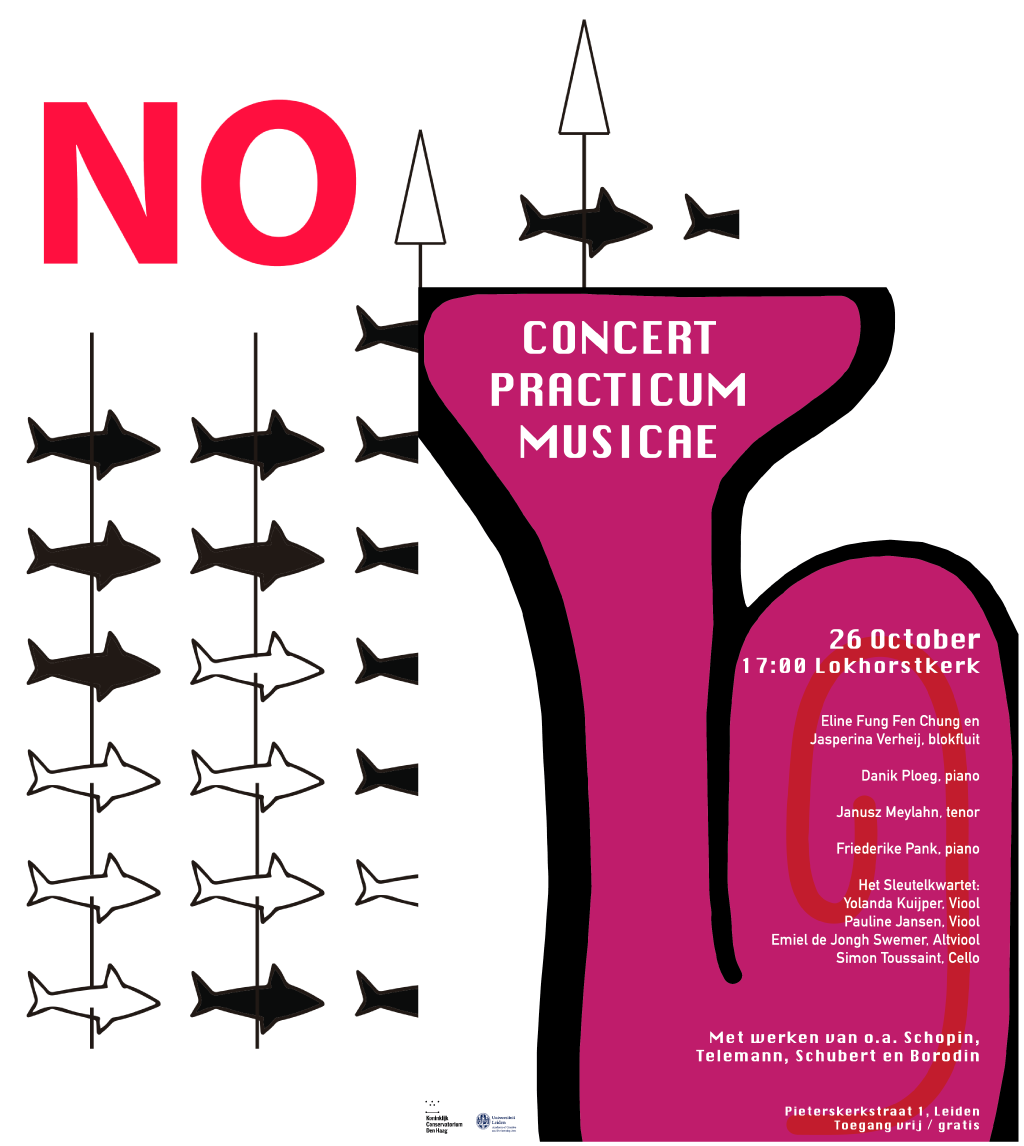 NO
CONCERT
PRACTICUM
MUSICAE
26 October
17:00 Lokhorstkerk
Eline Fung Fen Chung en
Jasperina Verheij, blokfluit
Danik Ploeg, piano
Janusz Meylahn, tenor
Friederike Pank, piano
Het Sleutelkwartet:
Yolanda Kuijper, Viool
Pauline Jansen, Viool
Emiel de Jongh Swemer, Altviool
Simon Toussaint, Cello
Met werken van o.a. Schopin,
Telemann, Schubert en Borodin
Pieterskerkstraat 1, Leiden
Toegang vrij / gratis
Koninklijk
Conservatorium
Den Haag
Universiteit
Leiden